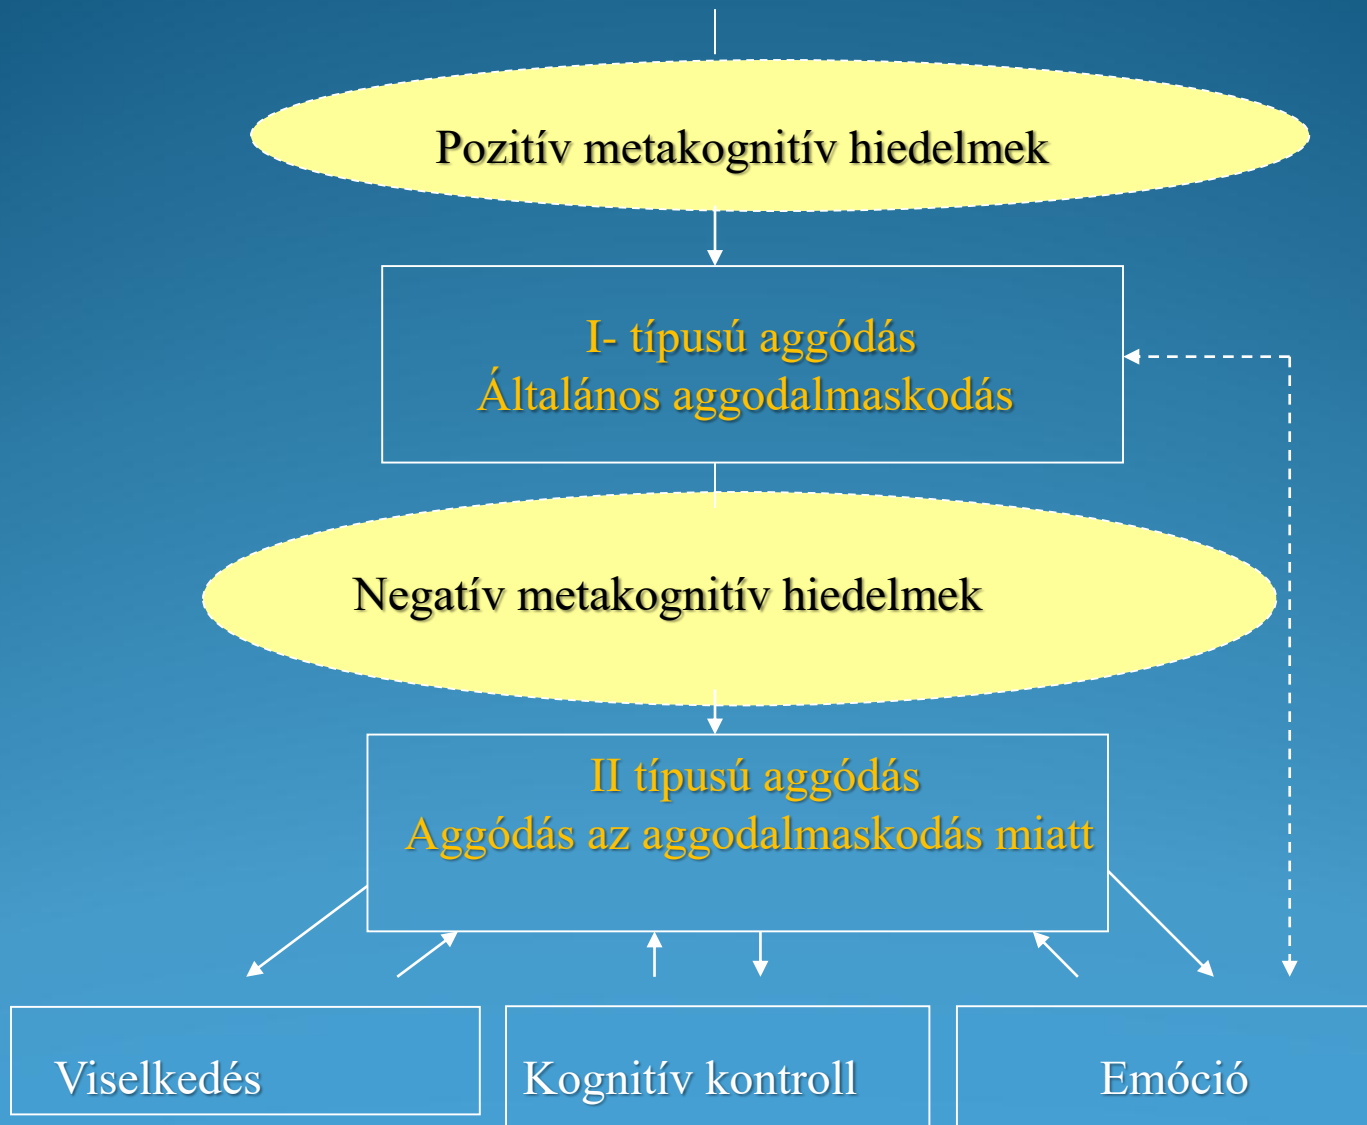 Pozitív metakognitív hiedelmek
I- típusú aggódás
Általános aggodalmaskodás
Negatív metakognitív hiedelmek
II típusú aggódás
Aggódás az aggodalmaskodás miatt
Viselkedés
Kognitív kontroll
Emóció